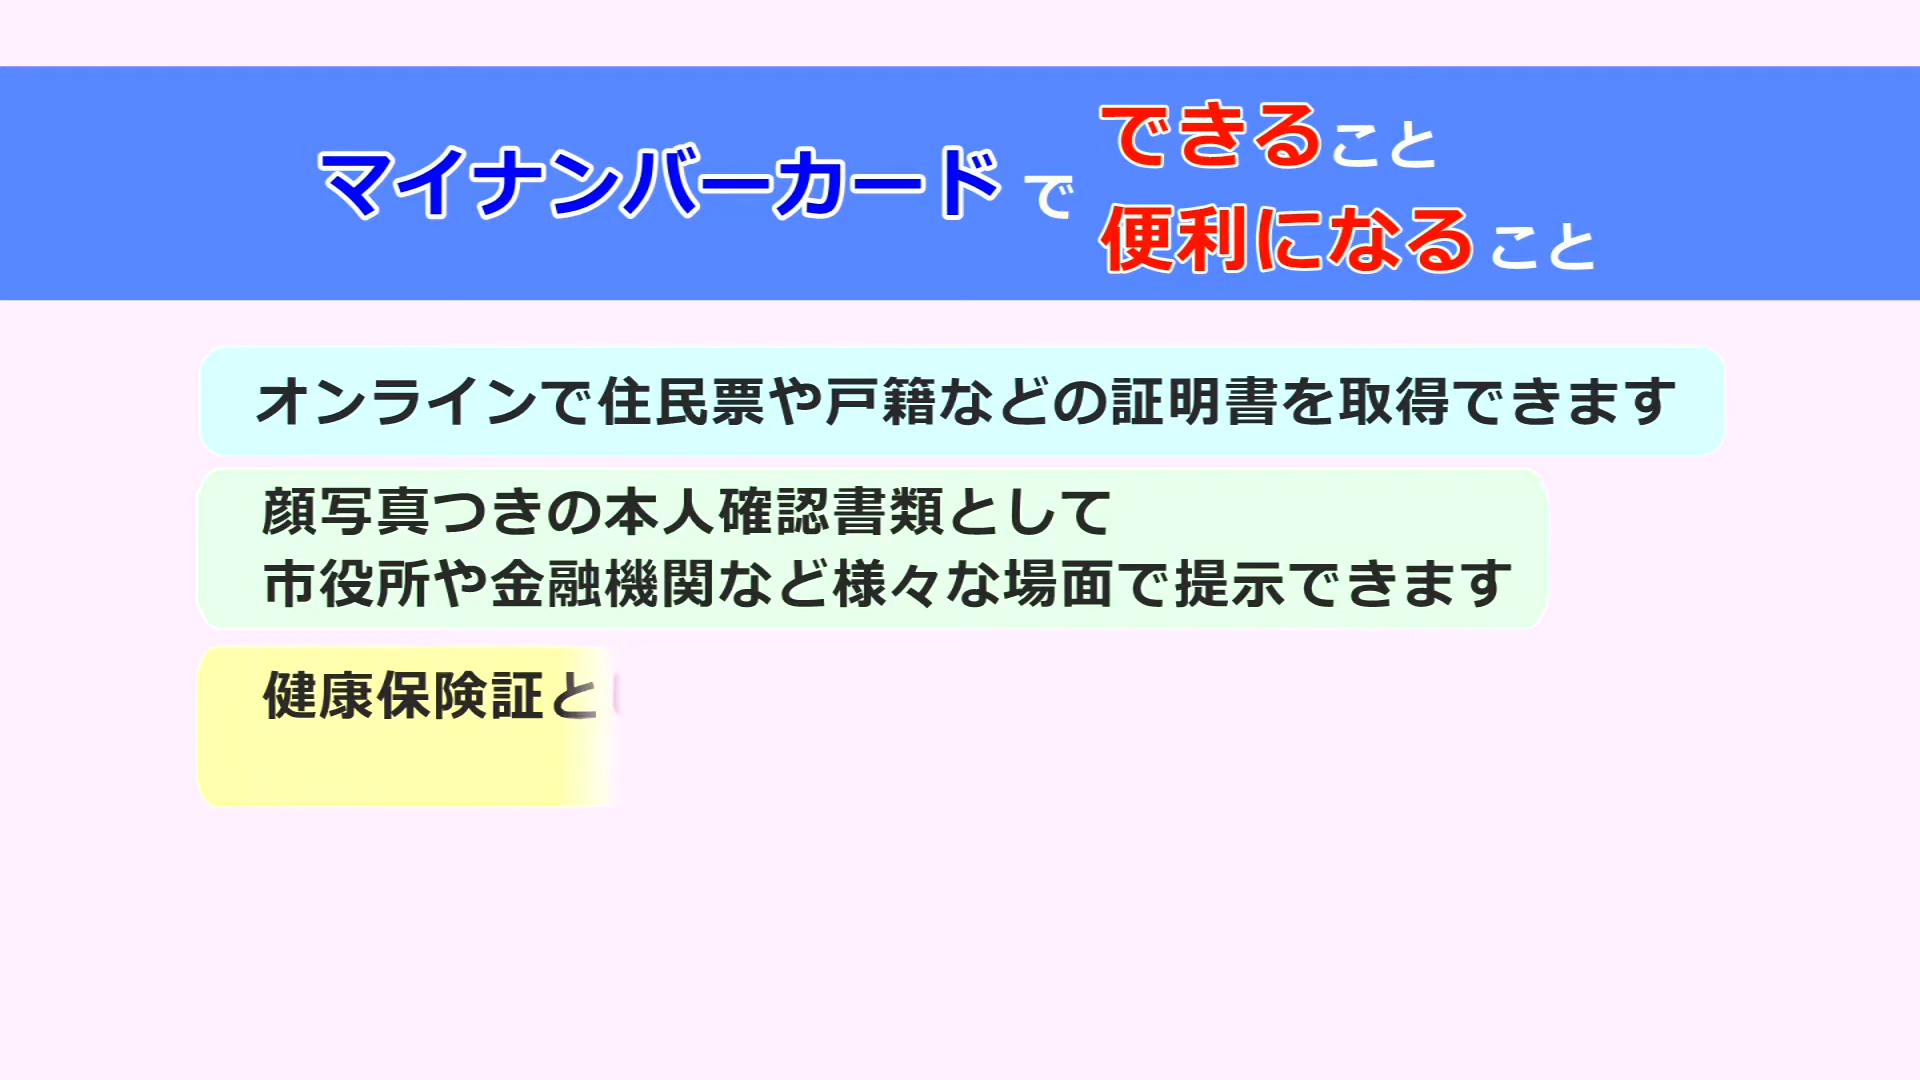 マイナンバーカードで
できること
便利になること
オンラインで住民票や戸籍などの証明書を取得できます
顔写真つきの本人確認書類として
市役所や金融機関など様々な場面で提示できます
健康保険証と